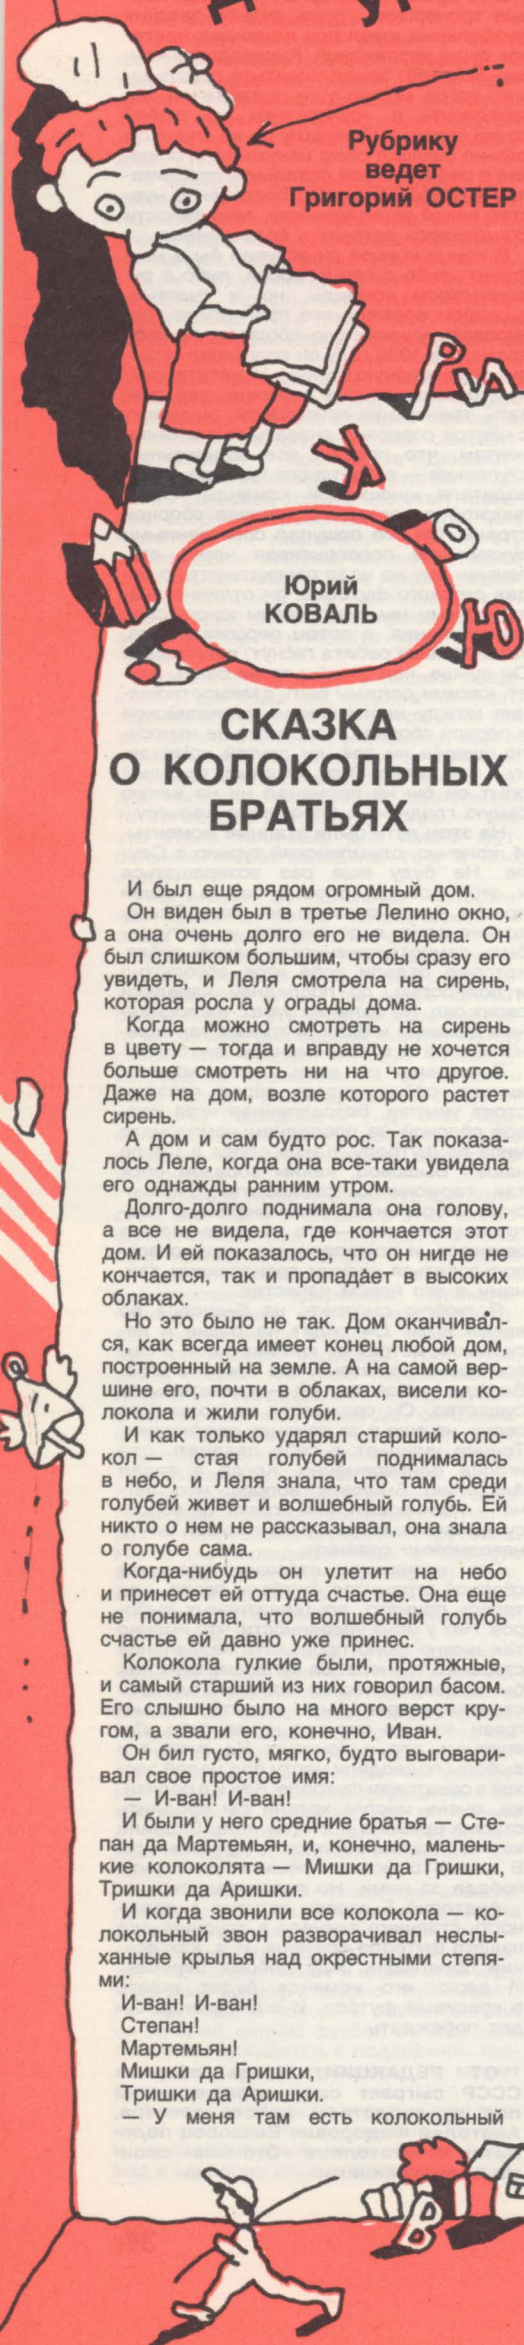 Рубрику
ведет
Григорий ОСТЕР
Р И
Ж
Юрий
КОВАЛЬ
Ю
СКАЗКА
О КОЛОКОЛЬНЫХ
БРАТЬЯХ
И был еще рядом огромный дом.
Он виден был в третье Лелино окно,
а она очень долго его не видела. Он
был слишком большим, чтобы сразу его
увидеть, и Леля смотрела на сирень,
которая росла у ограды дома.
Когда можно смотреть на сирень
в цвету — тогда и вправду не хочется
больше смотреть ни на что другое.
Даже на дом, возле которого растет
сирень.
А дом и сам будто рос. Так показа-
лось Леле, когда она все-таки увидела
его однажды ранним утром.
Долго-долго поднимала она голову,
а все не видела, где кончается этот
дом. И ей показалось, что он нигде не
кончается, так и пропадает в высоких
облаках.
Но это было не так. Дом оканчивал-
ся, как всегда имеет конец любой дом,
построенный на земле. А на самой вер-
шине его, почти в облаках, висели ко-
локола и жили голуби.
И как только ударял старший коло-
кол — стая голубей поднималась
в небо, и Леля знала, что там среди
голубей живет и волшебный голубь. Ей
никто о нем не рассказывал, она знала
о голубе сама.
Когда-нибудь он улетит на небо
и принесет ей оттуда счастье. Она еще
не понимала, что волшебный голубь
счастье ей давно уже принес.
Колокола гулкие были, протяжные,
и самый старший из них говорил басом.
Его слышно было на много верст кру-
гом, а звали его, конечно, Иван.
Он бил густо, мягко, будто выговари-
вал свое простое имя:
— И-ван! И-ван!
И были у него средние братья — Сте-
пан да Мартемьян, и, конечно, малень-
кие колоколята — Мишки да Гришки,
Тришки да Аришки.
И когда звонили все колокола — ко-
локольный звон разворачивал неслы-
ханные крылья над окрестными степя-
ми:
И-ван! И-ван!
Степан!
Мартемьян!
Мишки да Гришки,
Тришки да Аришки.
— У меня там есть колокольный
В